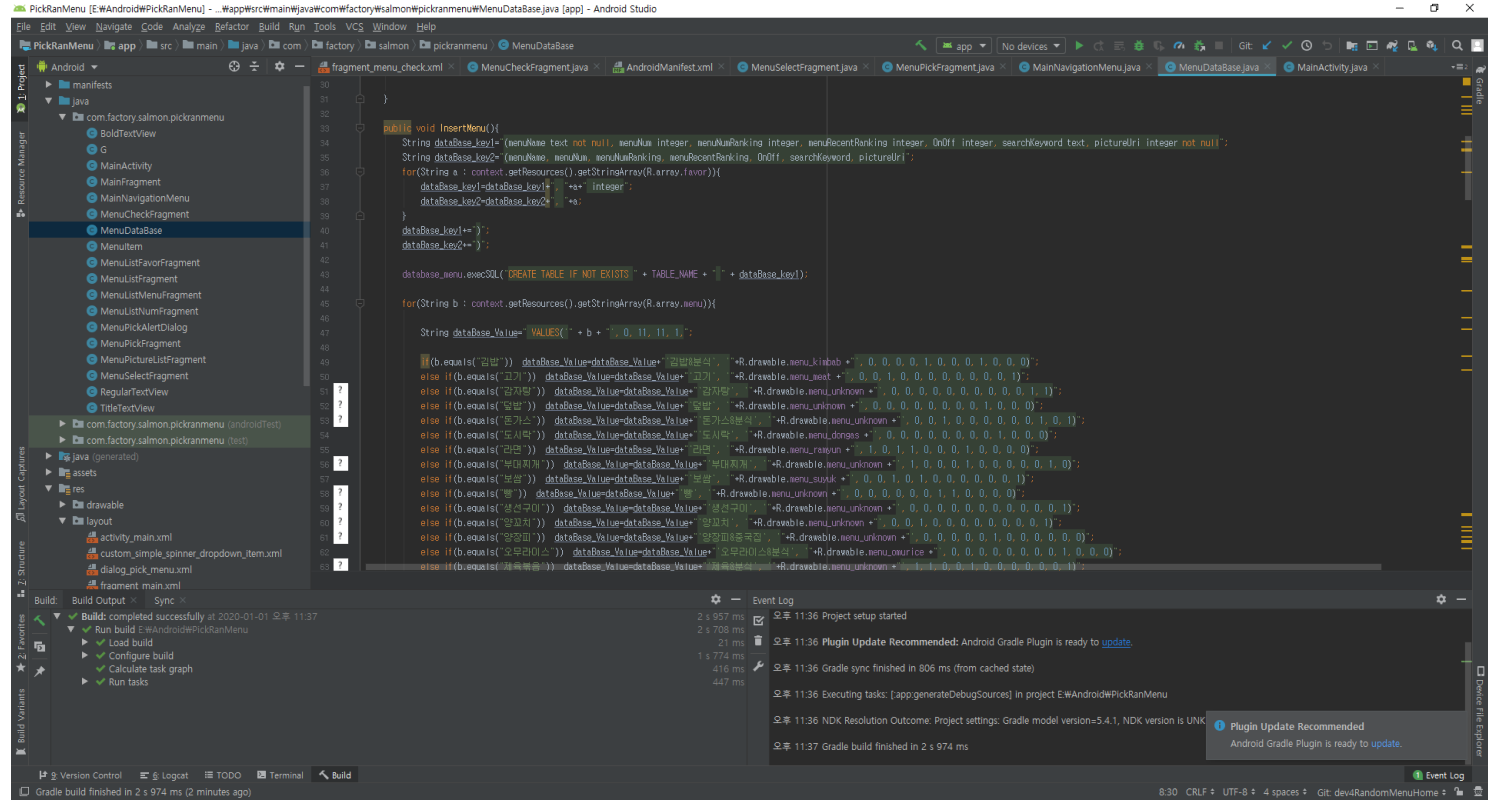 PickRanMenu [E:₩Android₩PickRanMenu] - ...₩app₩src₩main₩java₩com₩factory₩salmon₩pickranmenu₩MenuDataBase.java [app] - Android Studio
File Edit View Navigate Code Analyze Refactor Build Run Tools VCS Window Help
PickRanMenu app src main java com factory salmon pickranmenu MenuDataBase app No devices Git:
Android fragment_menu_check.xml MenuCheckFragment.java AndroidManifest.xml MenuSelectFragment.java MenuPickFragment.java MainNavigationMenu.java MenuDataBase.java MainActivity.java
1: Project
Resource Manager
Layout Captures
7: Structure
2: Favorites
Build Variants
Gradle
Device File Explorer
manifests
java
com.factory.salmon.pickranmenu
BoldTextView
G
MainActivity
MainFragment
MainNavigationMenu
MenuCheckFragment
MenuDataBase
MenuItem
MenuListFavorFragment
MenuListFragment
MenuListMenuFragment
MenuListNumFragment
MenuPickAlertDialog
MenuPickFragment
MenuPictureListFragment
MenuSelectFragment
RegularTextView
TitleTextView
com.factory.salmon.pickranmenu (androidTest)
com.factory.salmon.pickranmenu (test)
java (generated)
assets
res
drawable
layout
activity_main.xml
custom_simple_spinner_dropdown_item.xml
dialog_pick_menu.xml
fragment_main.xml
30
31 }
32
33 public void InsertMenu(){
34 String dataBase_key1="(menuName text not null, menuNum integer, menuNumRanking integer, menuRecentRanking integer, OnOff integer, searchKeyword text, pictureUri integer not null";
35 String dataBase_key2="(menuName, menuNum, menuNumRanking, menuRecentRanking, OnOff, searchKeyword, pictureUri";
36 for(String a : context.getResources().getStringArray(R.array.favor)){
37 dataBase_key1=dataBase_key1+", "+a+" integer";
38 dataBase_key2=dataBase_key2+", "+a;
39 }
40 dataBase_key1+=")";
41 dataBase_key2+=")";
42
43 database_menu.execSQL("CREATE TABLE IF NOT EXISTS " + TABLE_NAME + " " + dataBase_key1);
44
45 for(String b : context.getResources().getStringArray(R.array.menu)){
46
47 String dataBase_Value=" VALUES('" + b + "', 0, 11, 11, 1,";
48
49 if(b.equals("김밥")) dataBase_Value=dataBase_Value+"'김밥&분식', '"+R.drawable.menu_kimbab +"', 0, 0, 0, 0, 1, 0, 0, 0, 1, 0, 0, 0)";
50 else if(b.equals("고기")) dataBase_Value=dataBase_Value+"'고기', '"+R.drawable.menu_meat +"', 0, 0, 1, 0, 0, 0, 0, 0, 0, 0, 0, 1)";
51 ? else if(b.equals("감자탕")) dataBase_Value=dataBase_Value+"'감자탕', '"+R.drawable.menu_unknown +"', 0, 0, 0, 0, 0, 0, 0, 0, 0, 0, 1, 1)";
52 ? else if(b.equals("덮밥")) dataBase_Value=dataBase_Value+"'덮밥', '"+R.drawable.menu_unknown +"', 0, 0, 0, 0, 0, 0, 0, 0, 1, 0, 0, 0)";
53 ? else if(b.equals("돈가스")) dataBase_Value=dataBase_Value+"'돈가스&분식', '"+R.drawable.menu_unknown +"', 0, 0, 0, 1, 0, 0, 0, 0, 0, 1, 0, 1)";
54 else if(b.equals("도시락")) dataBase_Value=dataBase_Value+"'도시락', '"+R.drawable.menu_dongas +"', 0, 0, 0, 0, 0, 0, 0, 0, 1, 0, 0, 0)";
55 else if(b.equals("라면")) dataBase_Value=dataBase_Value+"'라면', '"+R.drawable.menu_ramyun +"', 1, 0, 1, 1, 0, 0, 0, 1, 0, 0, 0, 0)";
56 ? else if(b.equals("부대찌개")) dataBase_Value=dataBase_Value+"'부대찌개', '"+R.drawable.menu_unknown +"', 1, 0, 0, 0, 0, 1, 0, 0, 0, 0, 1, 0)";
57 else if(b.equals("보쌈")) dataBase_Value=dataBase_Value+"'보쌈', '"+R.drawable.menu_suyuk +"', 0, 0, 0, 1, 0, 1, 0, 0, 0, 0, 0, 1)";
58 ? else if(b.equals("빵")) dataBase_Value=dataBase_Value+"'빵', '"+R.drawable.menu_unknown +"', 0, 0, 0, 0, 0, 0, 1, 1, 0, 0, 0, 0)";
59 ? else if(b.equals("생선구이")) dataBase_Value=dataBase_Value+"'생선구이', '"+R.drawable.menu_unknown +"', 0, 0, 0, 0, 0, 0, 0, 0, 0, 0, 0, 1)";
60 ? else if(b.equals("양꼬치")) dataBase_Value=dataBase_Value+"'양꼬치', '"+R.drawable.menu_unknown +"', 0, 0, 1, 0, 0, 0, 0, 0, 0, 0, 0, 1)";
61 ? else if(b.equals("양장피")) dataBase_Value=dataBase_Value+"'양장피&중국집', '"+R.drawable.menu_unknown +"', 1, 0, 0, 0, 0, 1, 0, 0, 0, 0, 0, 0)";
62 else if(b.equals("오무라이스")) dataBase_Value=dataBase_Value+"'오무라이스&분식', '"+R.drawable.menu_omurice +"', 0, 0, 0, 0, 0, 0, 0, 0, 1, 0, 0, 0)";
63 ? else if(b.equals("제육볶음")) dataBase_Value=dataBase_Value+"'제육&분식', '"+R.drawable.menu_unknown
Build: Build Output Sync
Build: completed successfully at 2020-01-01 오후 11:37 2 s 957 ms
Run build E:₩Android₩PickRanMenu 2 s 708 ms
Load build 21 ms
Configure build 1 s 774 ms
Calculate task graph 416 ms
Run tasks 447 ms
Event Log
오후 11:36 Project setup started
오후 11:36 Plugin Update Recommended: Android Gradle Plugin is ready to update.
오후 11:36 Gradle sync finished in 806 ms (from cached state)
오후 11:36 Executing tasks: [:app:generateDebugSources] in project E:₩Android₩PickRanMenu
오후 11:36 NDK Resolution Outcome: Project settings: Gradle model version=5.4.1, NDK version is UNK
오후 11:37 Gradle build finished in 2 s 974 ms
Plugin Update Recommended
Android Gradle Plugin is ready to update.
9: Version Control 6: Logcat TODO Terminal Build 1 Event Log
Gradle build finished in 2 s 974 ms (2 minutes ago) 8:30 CRLF UTF-8 4 spaces Git: dev4RandomMenuHome